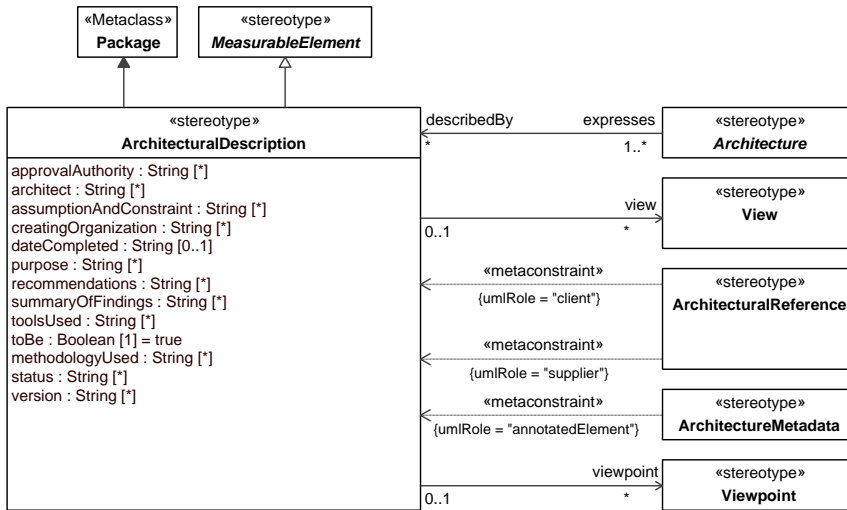 «Metaclass»
Package
«stereotype»
MeasurableElement
«stereotype»
ArchitecturalDescription
approvalAuthority : String [*]
architect : String [*]
assumptionAndConstraint : String [*]
creatingOrganization : String [*]
dateCompleted : String [0..1]
purpose : String [*]
recommendations : String [*]
summaryOfFindings : String [*]
toolsUsed : String [*]
toBe : Boolean [1] = true
methodologyUsed : String [*]
status : String [*]
version : String [*]
describedBy expresses
* 1..*
«stereotype»
Architecture
view
0..1 *
«stereotype»
View
«metaconstraint»
{umlRole = "client"}
«stereotype»
ArchitecturalReference
«metaconstraint»
{umlRole = "supplier"}
«metaconstraint»
{umlRole = "annotatedElement"}
«stereotype»
ArchitectureMetadata
viewpoint
0..1 *
«stereotype»
Viewpoint